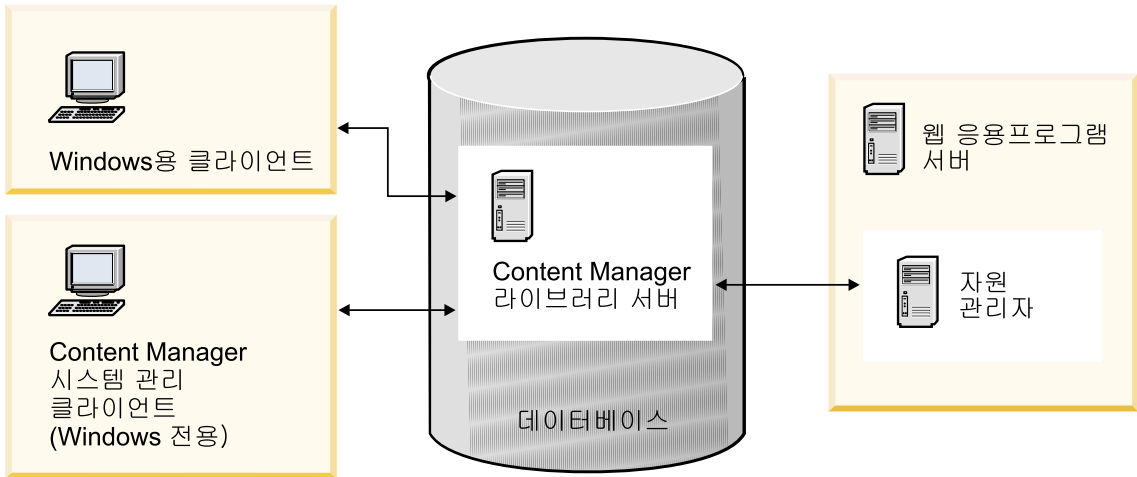 Windows용 클라이언트
Content Manager
시스템 관리
클라이언트
(Windows 전용)
Content Manager
라이브러리 서버
데이터베이스
웹 응용프로그램
서버
자원
관리자